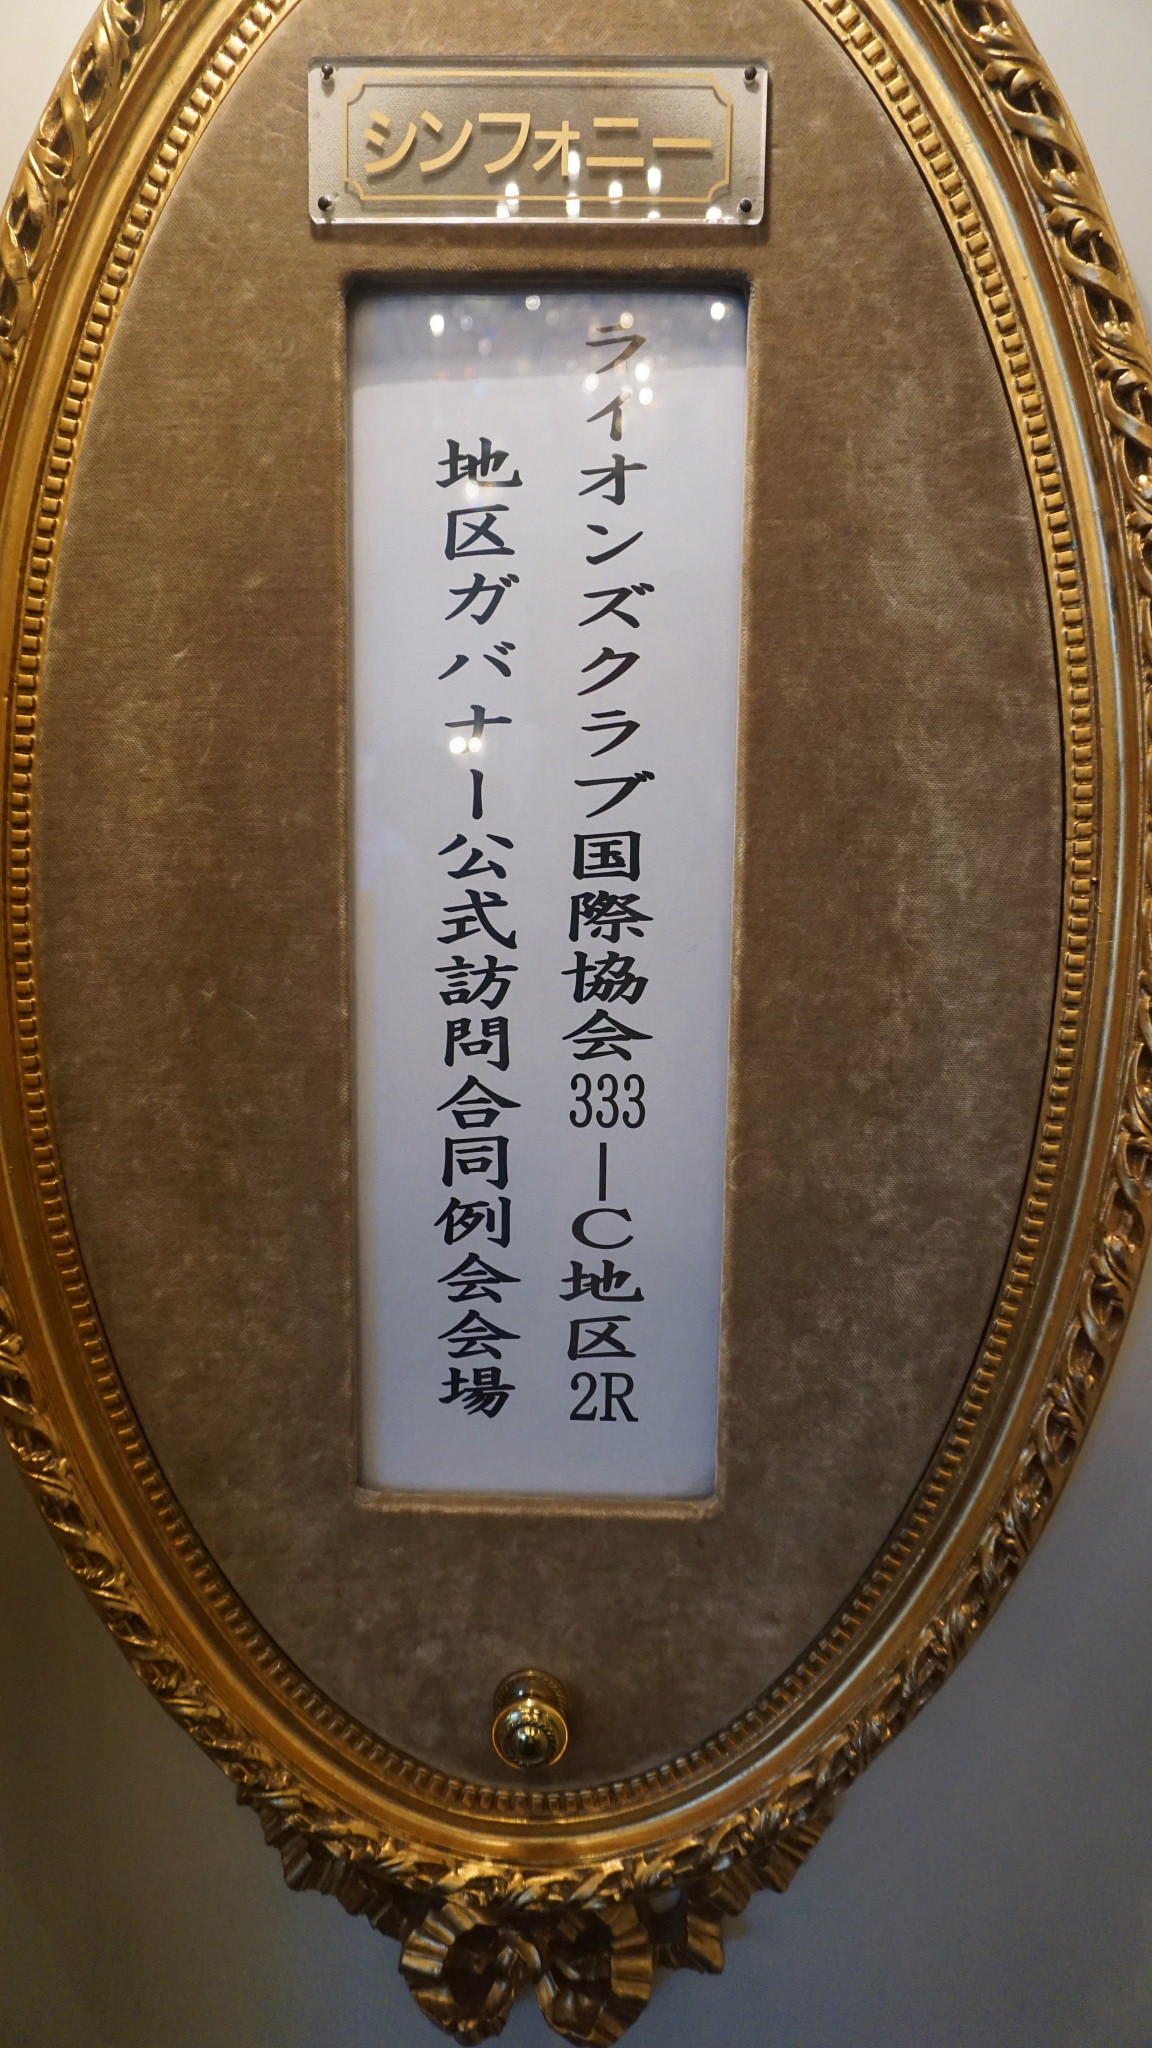 シンフォニー
ライオンズクラブ国際協会333－C地区2R
地区ガバナー公式訪問合同例会会場